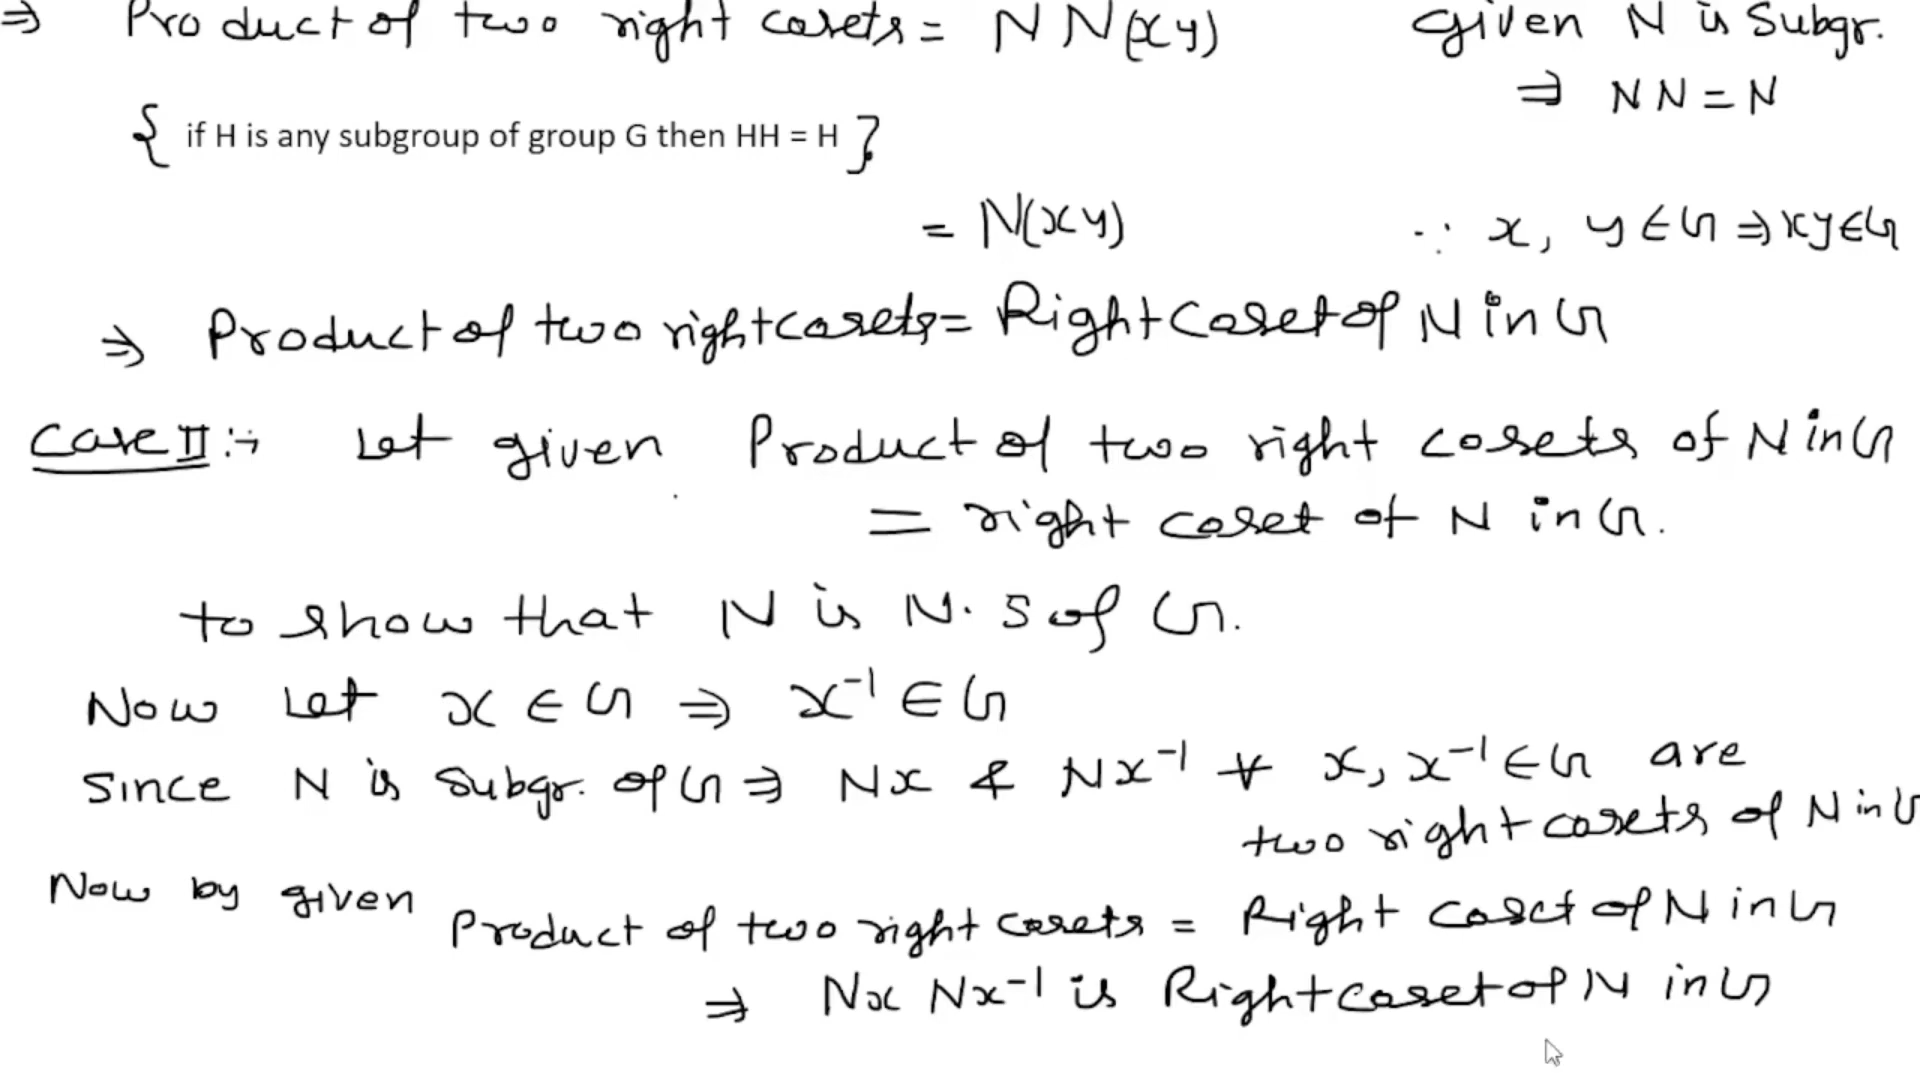 ⇒ Product of two right cosets = NN(xy) given N is Subgr.
⇒ NN = N
{ if H is any subgroup of group G then HH = H }
= N(xy) ∵ x, y ∈ G ⇒ xy ∈ G
⇒ Product of two right cosets = Right Coset of N in G
Case II :→ Let given Product of two right cosets of N in G
= right coset of N in G.
to show that N is N. S of G.
Now Let x ∈ G ⇒ x⁻¹ ∈ G
Since N is Subgr. of G ⇒ Nx & Nx⁻¹ ∀ x, x⁻¹ ∈ G are
two right cosets of N in G
Now by given Product of two right cosets = Right Coset of N in G
⇒ Nx Nx⁻¹ is Right coset of N in G